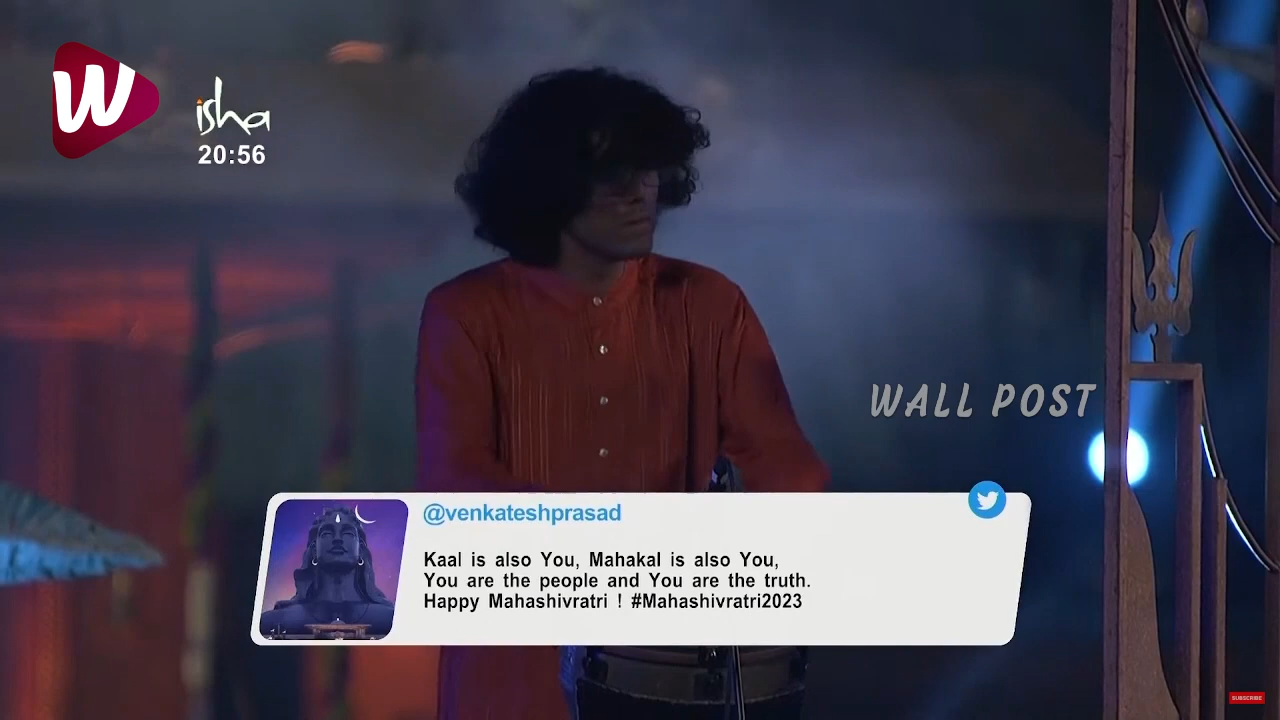 W
isha
20:56
WALL POST
@venkateshprasad
Kaal is also You, Mahakal is also You,
You are the people and You are the truth.
Happy Mahashivratri ! #Mahashivratri2023
SUBSCRIBE